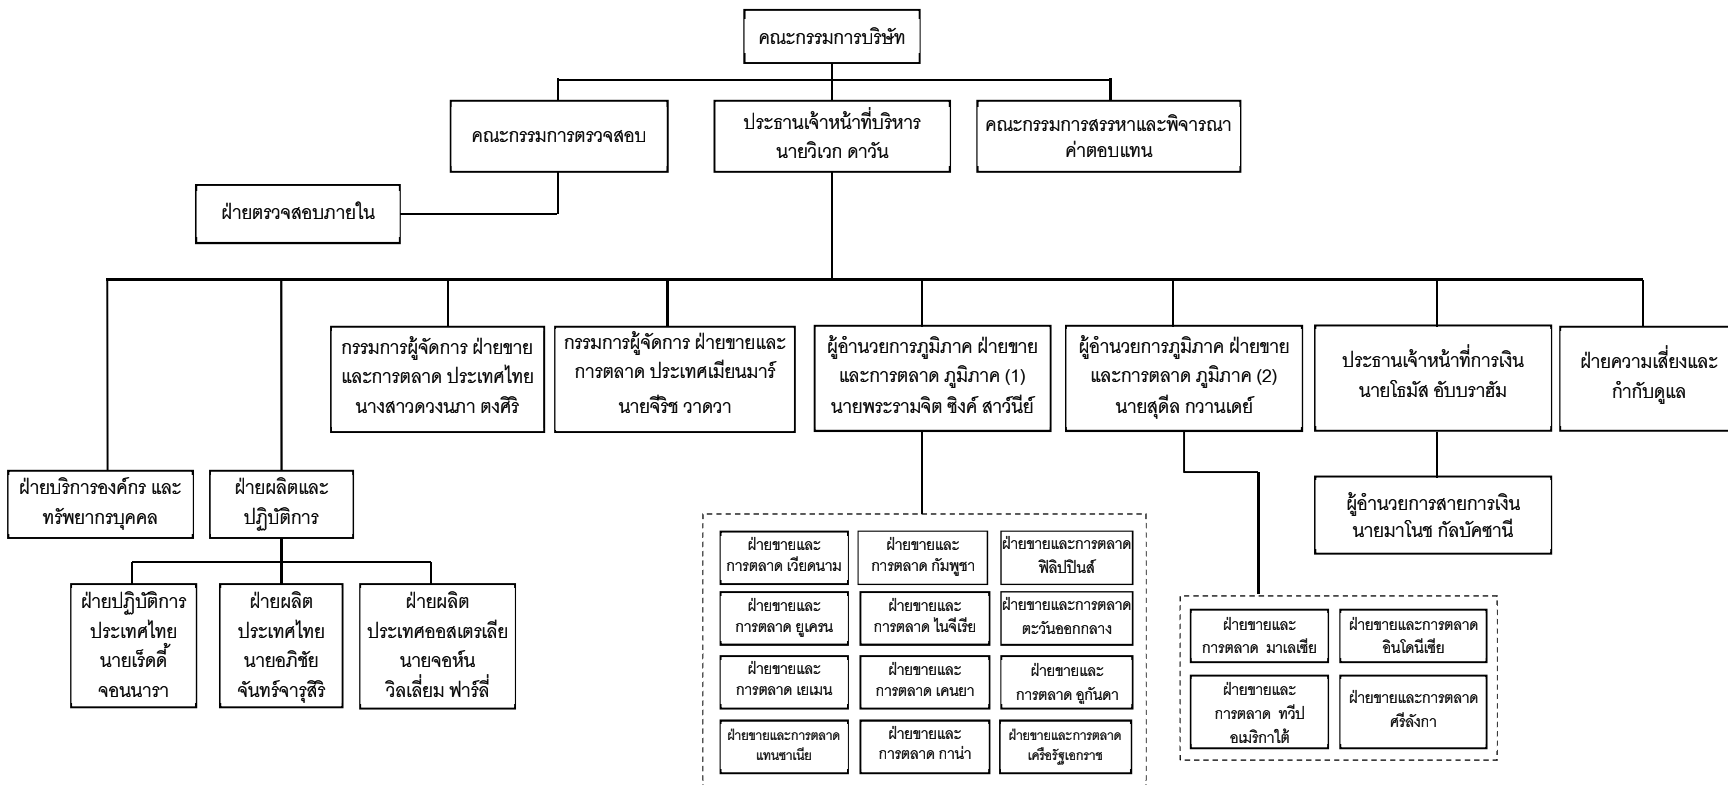 คณะกรรมการบริษัท
คณะกรรมการตรวจสอบ
ประธานเจ้าหน้าที่บริหาร
นายวิเวก ดาวัน
คณะกรรมการสรรหาและพิจารณา
ค่าตอบแทน
ฝ่ายตรวจสอบภายใน
กรรมการผู้จัดการ ฝ่ายขาย
และการตลาด ประเทศไทย
นางสาวดวงนภา ตงศิริ
กรรมการผู้จัดการ ฝ่ายขายและ
การตลาด ประเทศเมียนมาร์
นายจีริช วาดวา
ผู้อำนวยการภูมิภาค ฝ่ายขาย
และการตลาด ภูมิภาค (1)
นายพระรามจิต ซิงค์ สาว์นีย์
ผู้อำนวยการภูมิภาค ฝ่ายขาย
และการตลาด ภูมิภาค (2)
นายสุดีล กวานเดย์
ประธานเจ้าหน้าที่การเงิน
นายโธมัส อับบราฮัม
ฝ่ายความเสี่ยงและ
กำกับดูแล
ฝ่ายบริการองค์กร และ
ทรัพยากรบุคคล
ฝ่ายผลิตและ
ปฏิบัติการ
ผู้อำนวยการสายการเงิน
นายมาโนช กัลบัคซานี
ฝ่ายปฏิบัติการ
ประเทศไทย
นายเร็ดดี้
จอนนารา
ฝ่ายผลิต
ประเทศไทย
นายอภิชัย
จันทร์จารุสิริ
ฝ่ายผลิต
ประเทศออสเตรเลีย
นายจอห์น
วิลเลี่ยม ฟาร์ลี่
ฝ่ายขายและ
การตลาด เวียดนาม
ฝ่ายขายและ
การตลาด กัมพูชา
ฝ่ายขายและการตลาด
ฟิลิปปินส์
ฝ่ายขายและ
การตลาด ยูเครน
ฝ่ายขายและ
การตลาด ไนจีเรีย
ฝ่ายขายและการตลาด
ตะวันออกกลาง
ฝ่ายขายและ
การตลาด เยเมน
ฝ่ายขายและ
การตลาด เคนยา
ฝ่ายขายและ
การตลาด อูกันดา
ฝ่ายขายและการตลาด
แทนซาเนีย
ฝ่ายขายและ
การตลาด กาน่า
ฝ่ายขายและการตลาด
เครือรัฐเอกราช
ฝ่ายขายและ
การตลาด มาเลเซีย
ฝ่ายขายและการตลาด
อินโดนีเซีย
ฝ่ายขายและ
การตลาด ทวีป
อเมริกาใต้
ฝ่ายขายและการตลาด
ศรีลังกา